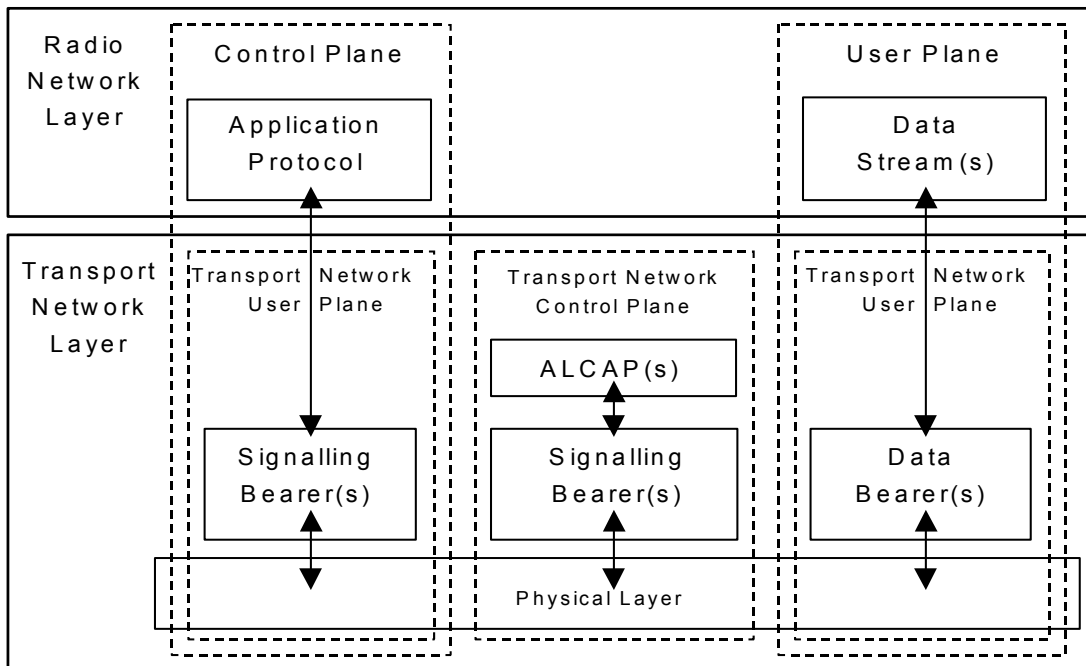 Radio
Network
Layer
Control Plane
User Plane
Application
Protocol
Data
Stream(s)
Transport
Network
Layer
Transport Network
User Plane
Transport Network
Control Plane
Transport Network
User Plane
ALCAP(s)
Signalling
Bearer(s)
Signalling
Bearer(s)
Data
Bearer(s)
Physical Layer